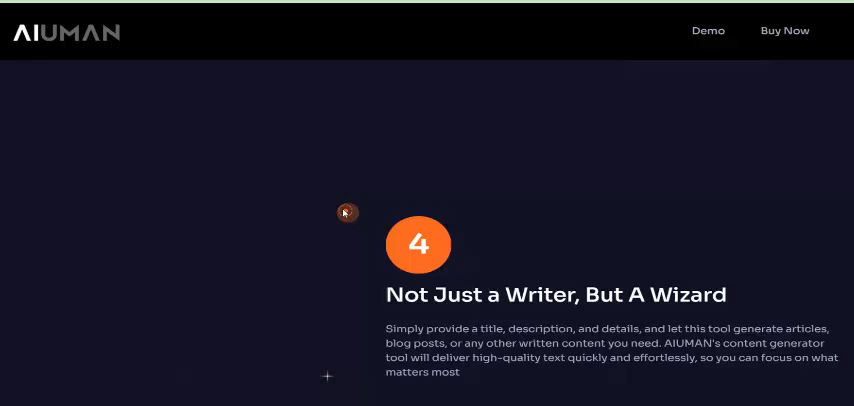 AIUMAN
Demo
Buy Now
4
Not Just a Writer, But A Wizard
Simply provide a title, description, and details, and let this tool generate articles,
blog posts, or any other written content you need. AIUMAN's content generator
tool will deliver high-quality text quickly and effortlessly, so you can focus on what
matters most